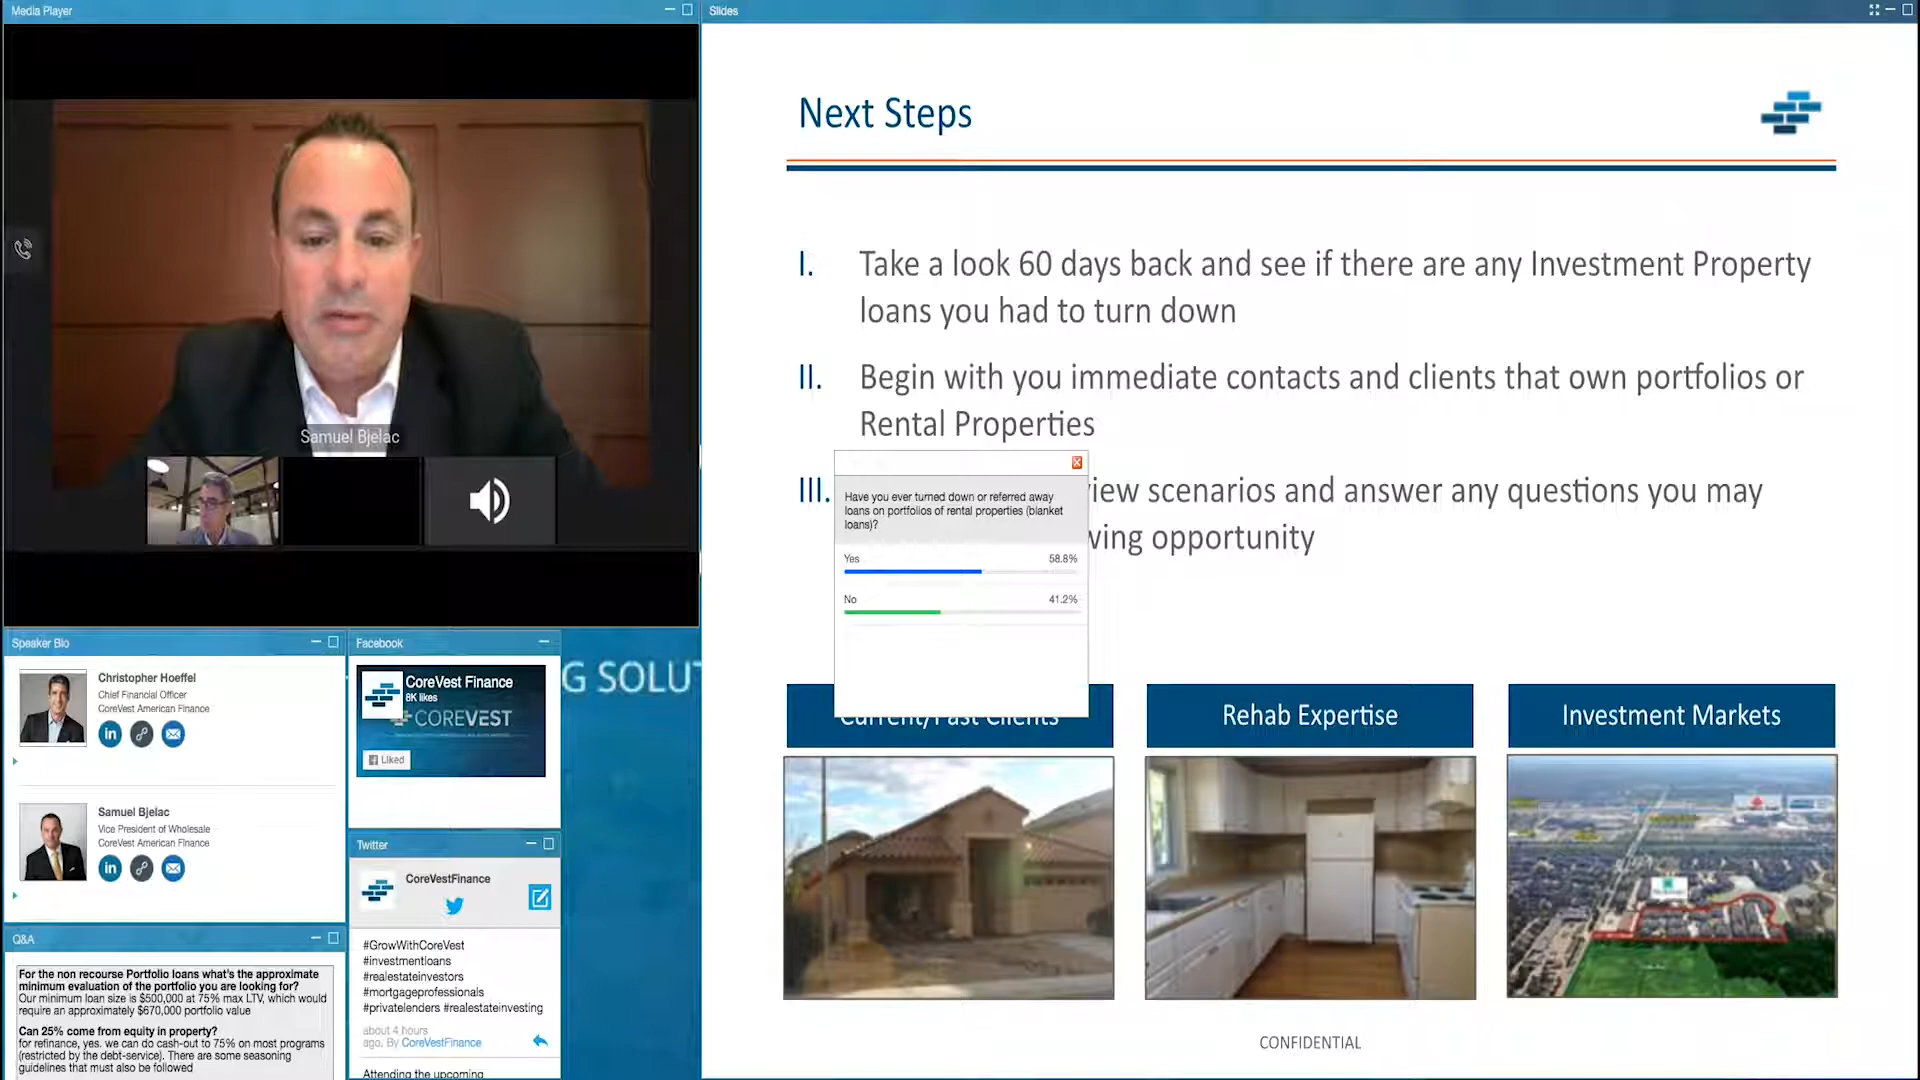 Media Player
Samuel Bjelac
Slides
Next Steps
I. Take a look 60 days back and see if there are any Investment Property
loans you had to turn down
II. Begin with you immediate contacts and clients that own portfolios or
Rental Properties
III. view scenarios and answer any questions you may
wing opportunity
Have you ever turned down or referred away
loans on portfolios of rental properties (blanket
loans)?
Yes 58.8%
No 41.2%
Current/Past Clients
Rehab Expertise
Investment Markets
CONFIDENTIAL
Speaker Bio
Christopher Hoeffel
Chief Financial Officer
CoreVest American Finance
in
Samuel Bjelac
Vice President of Wholesale
CoreVest American Finance
in
Q&A
For the non recourse Portfolio loans what's the approximate
minimum evaluation of the portfolio you are looking for?
Our minimum loan size is $500,000 at 75% max LTV, which would
require an approximately $670,000 portfolio value
Can 25% come from equity in property?
for refinance, yes. we can do cash-out to 75% on most programs
(restricted by the debt-service). There are some seasoning
guidelines that must also be followed
Facebook
CoreVest Finance
8K likes
COREVEST
Liked
G SOLUT
Twitter
CoreVestFinance
#GrowWithCoreVest
#investmentloans
#realestateinvestors
#mortgageprofessionals
#privatelenders #realestateinvesting
about 4 hours
ago, By CoreVestFinance
Attending the upcoming